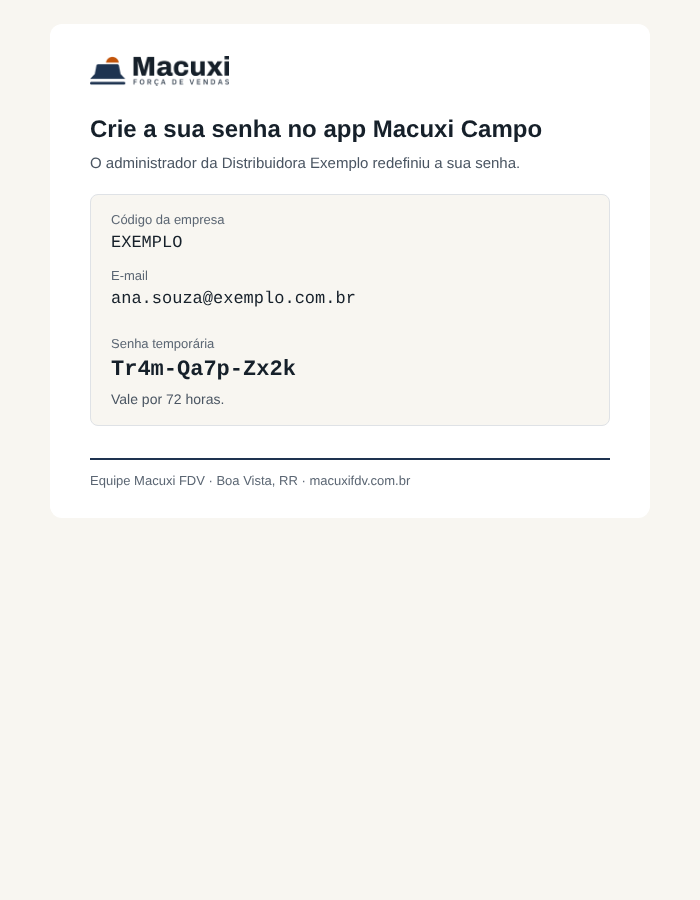 Macuxi
FORÇA DE VENDAS
Crie a sua senha no app Macuxi Campo
O administrador da Distribuidora Exemplo redefiniu a sua senha.
Código da empresa
EXEMPLO
E-mail
ana.souza@exemplo.com.br
Senha temporária
Tr4m-Qa7p-Zx2k
Vale por 72 horas.
Equipe Macuxi FDV · Boa Vista, RR · macuxifdv.com.br